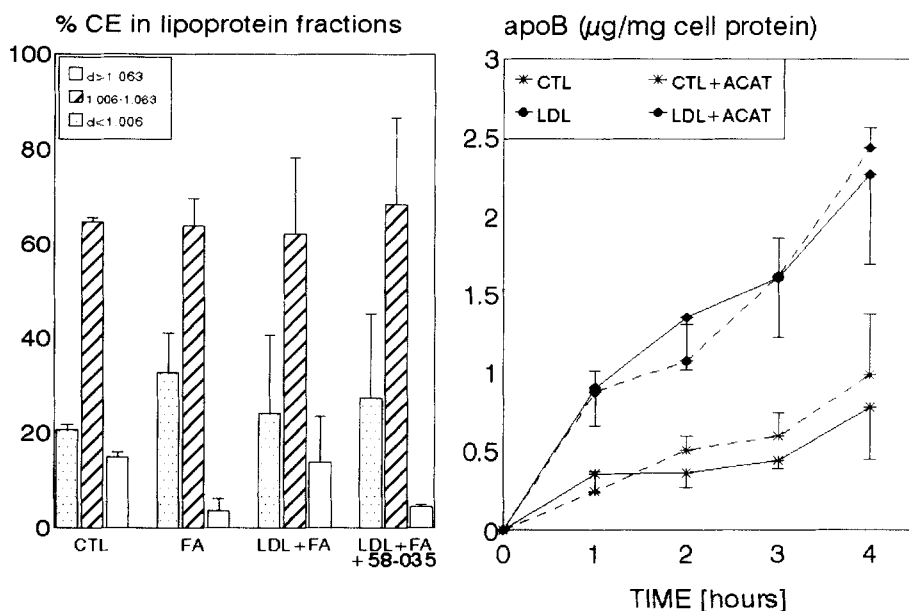 % CE in lipoprotein fractions
100
80
60
40
20
0
d>1 063
1 006-1.063
d<1 006
CTL
FA
LDL+FA
LDL+FA
+58-035
apoB (µg/mg cell protein)
3
2.5
2
1.5
1
0.5
0
CTL
CTL+ACAT
LDL
LDL+ACAT
0
1
2
3
4
TIME [hours]